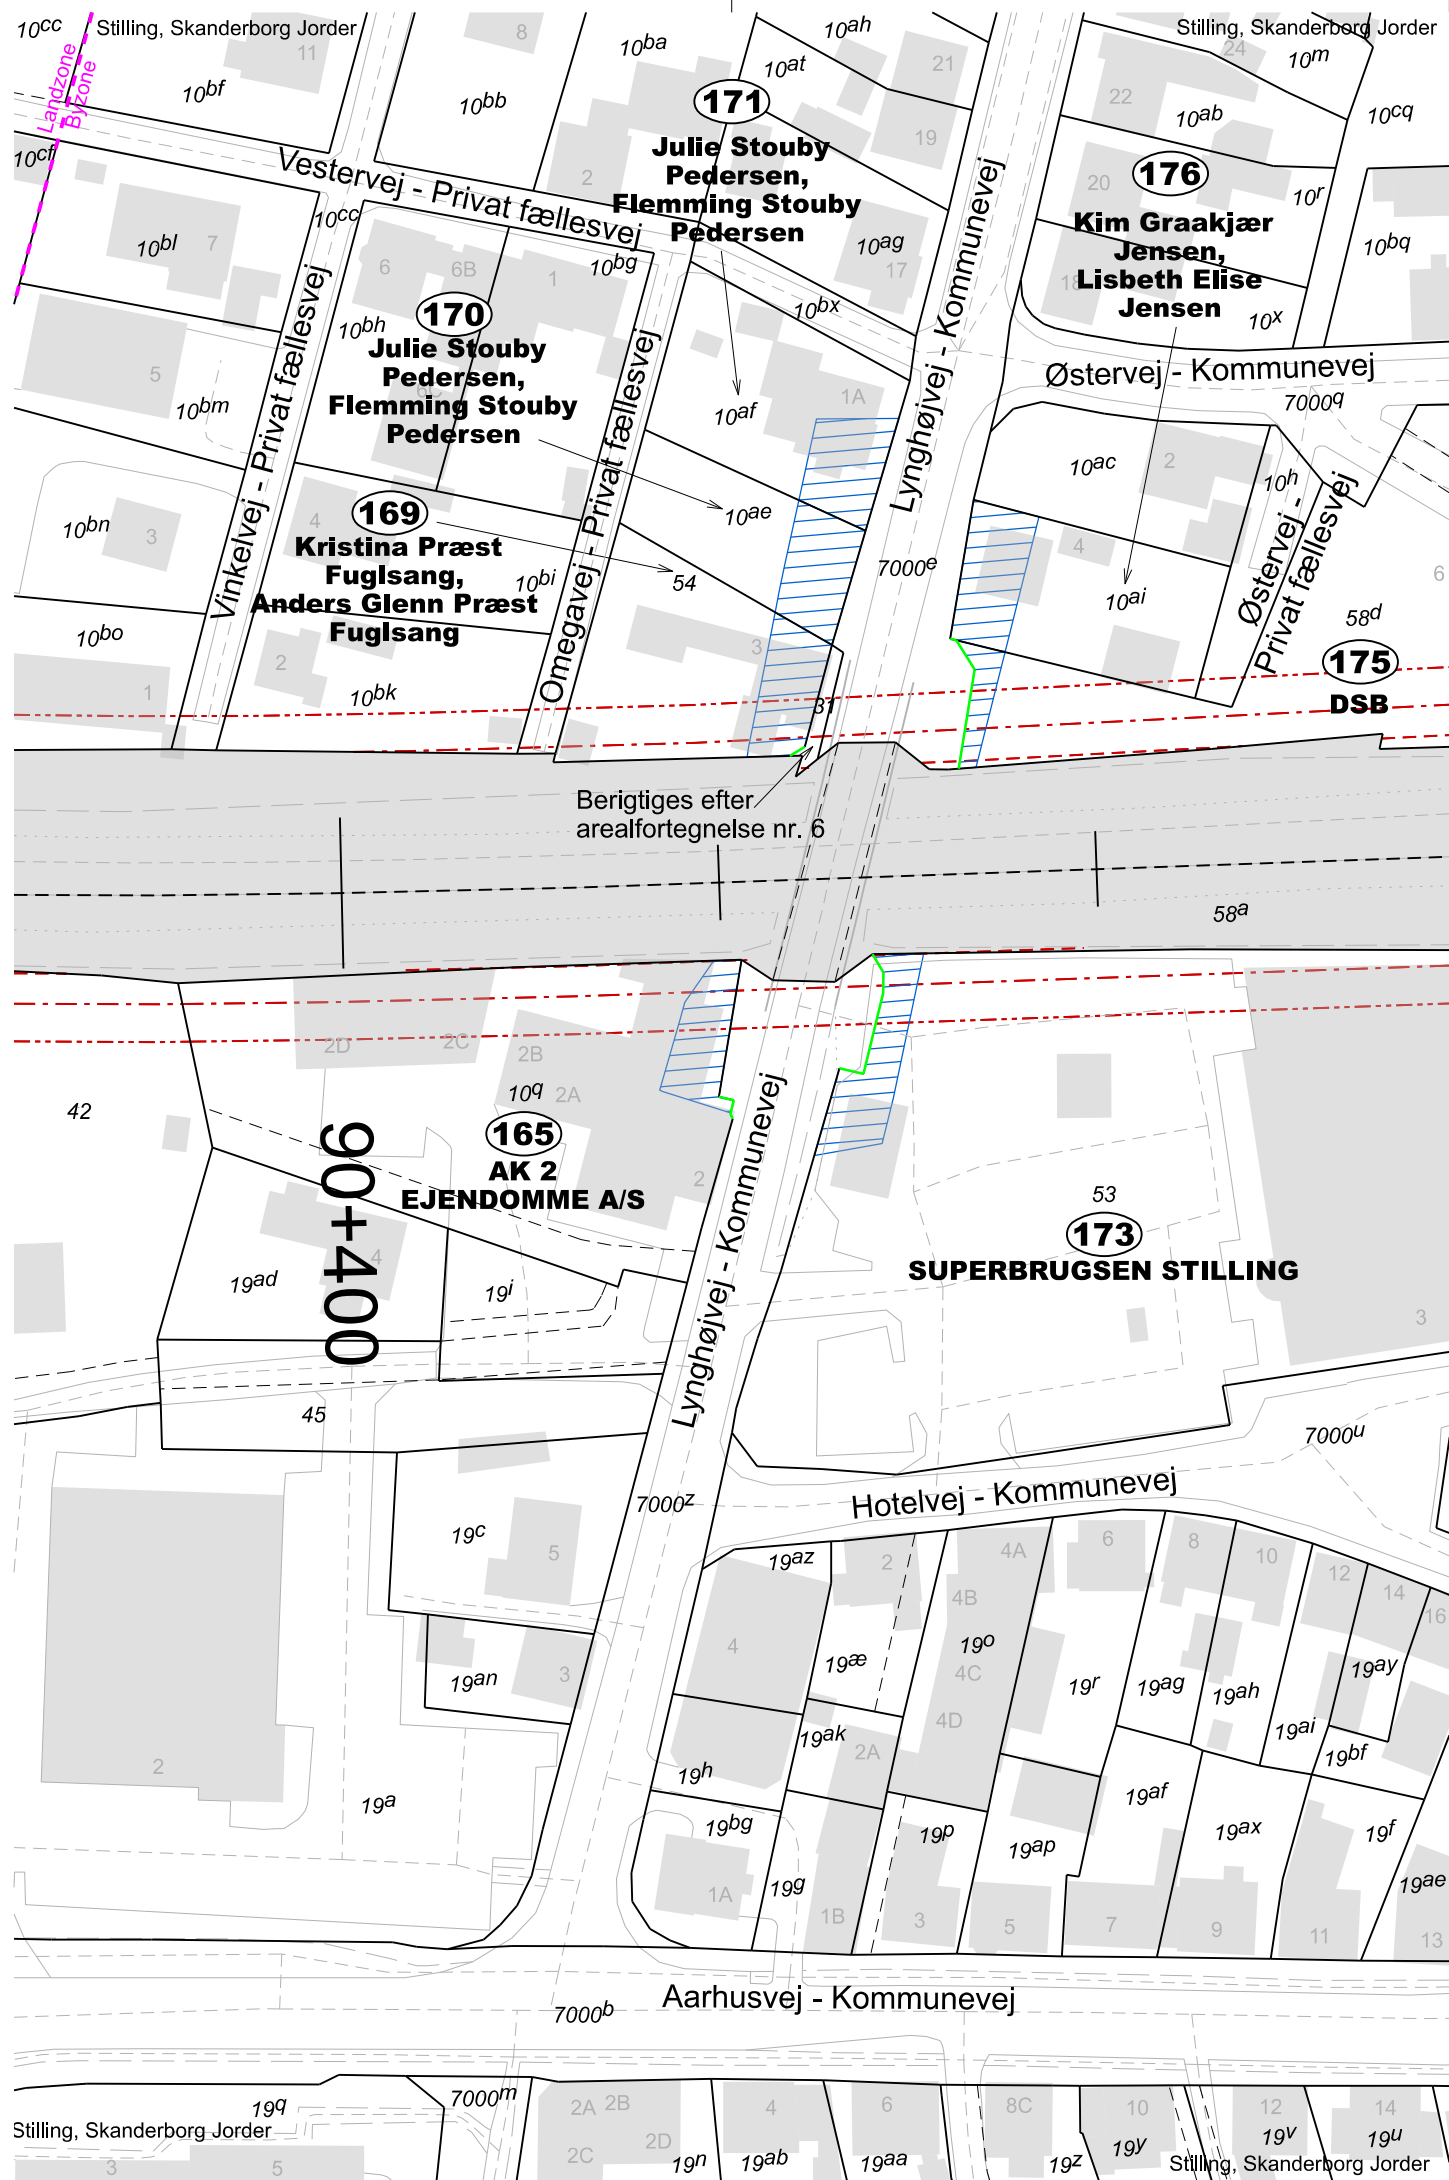 10cc
Stilling, Skanderborg Jorder
11
8
10ba
10ah
Stilling, Skanderborg Jorder
24
10m
Landzone
Byzone
10bf
10bb
10at
21
22
10ab
10cq
171
19
10cf
Vestervej - Privat fællesvej
2
Julie Stouby
Pedersen,
Flemming Stouby
Pedersen
20
176
10r
Kim Graakjær
Jensen,
Lisbeth Elise
Jensen
10cc
10bl
7
10ag
17
10bq
18
6
6B
1
10bg
10bx
10x
170
10bh
Julie Stouby
Pedersen,
Flemming Stouby
Pedersen
6C
5
10bm
1A
10af
Østervej - Kommunevej
7000q
Lynghøjvej - Kommunevej
Vinkelvej - Privat fællesvej
Omegavej - Privat fællesvej
10ac
2
10h
Østervej -
Privat fællesvej
10bn
3
4
169
Kristina Præst
Fuglsang,
Anders Glenn Præst
Fuglsang
10ae
10bi
54
7000e
4
10ai
6
58d
10bo
2
3
175
DSB
1
10bk
31
Berigtiges efter
arealfortegnelse nr. 6
58a
2D
2C
2B
10q
2A
42
165
AK 2
EJENDOMME A/S
2
90+400
Lynghøjvej - Kommunevej
53
173
SUPERBRUGSEN STILLING
4
19ad
19i
3
45
7000u
7000z
Hotelvej - Kommunevej
19c
5
19az
2
4A
6
8
10
12
14
16
4B
4
19æ
19o
4C
19an
3
19r
19ag
19ah
19ay
4D
19ai
19bf
19ak
2A
2
19h
19a
19bg
19p
19ap
19af
19ax
19f
19g
19ae
1A
1B
3
5
7
9
11
13
Aarhusvej - Kommunevej
7000b
19q
7000m
Stilling, Skanderborg Jorder
3
5
2A
2B
2C
2D
19n
4
19ab
6
19aa
8C
19z
10
19y
12
19v
14
19u
Stilling, Skanderborg Jorder